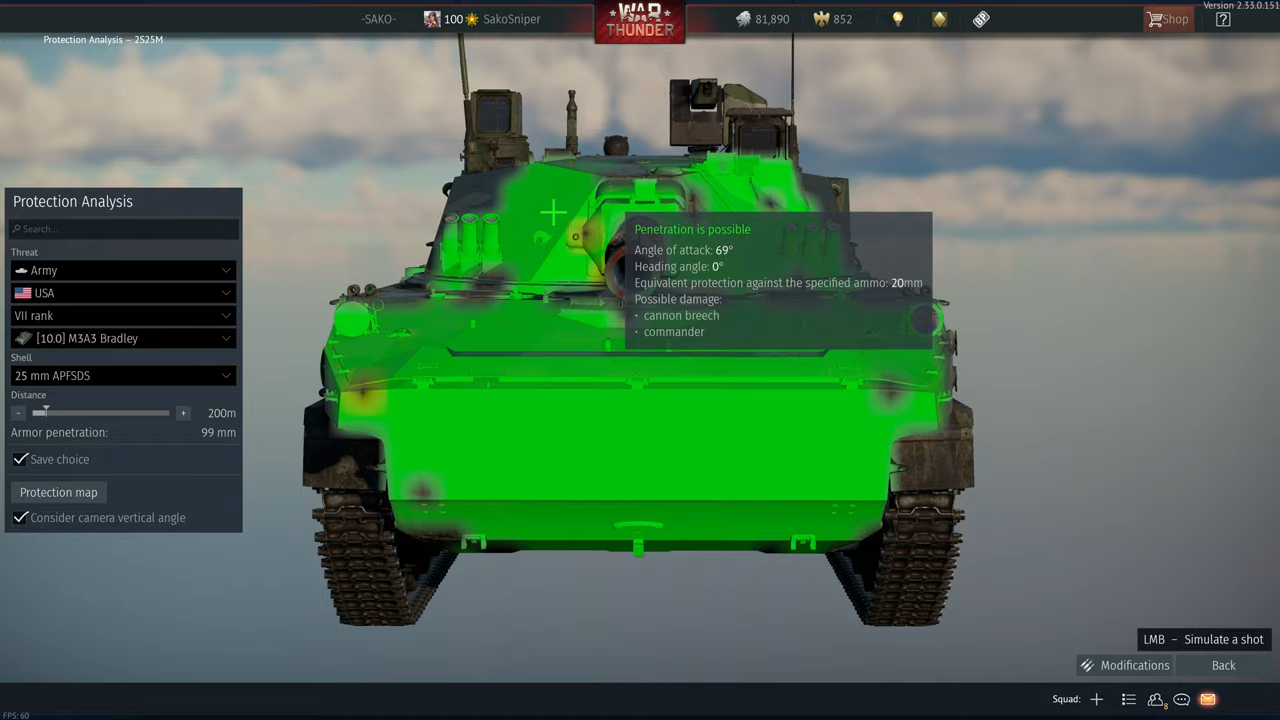 Version 2.33.0.151
-SAKO- 100 SakoSniper WAR THUNDER 81,890 852 Shop
Protection Analysis – 2S25M
Protection Analysis
Search...
Threat
Army
USA
VII rank
[10.0] M3A3 Bradley
Shell
25 mm APFSDS
Distance
- + 200m
Armor penetration: 99 mm
Save choice
Protection map
Consider camera vertical angle
Penetration is possible
Angle of attack: 69°
Heading angle: 0°
Equivalent protection against the specified ammo: 20mm
Possible damage:
· cannon breech
· commander
LMB – Simulate a shot
Modifications Back
Squad: + 8
FPS: 60